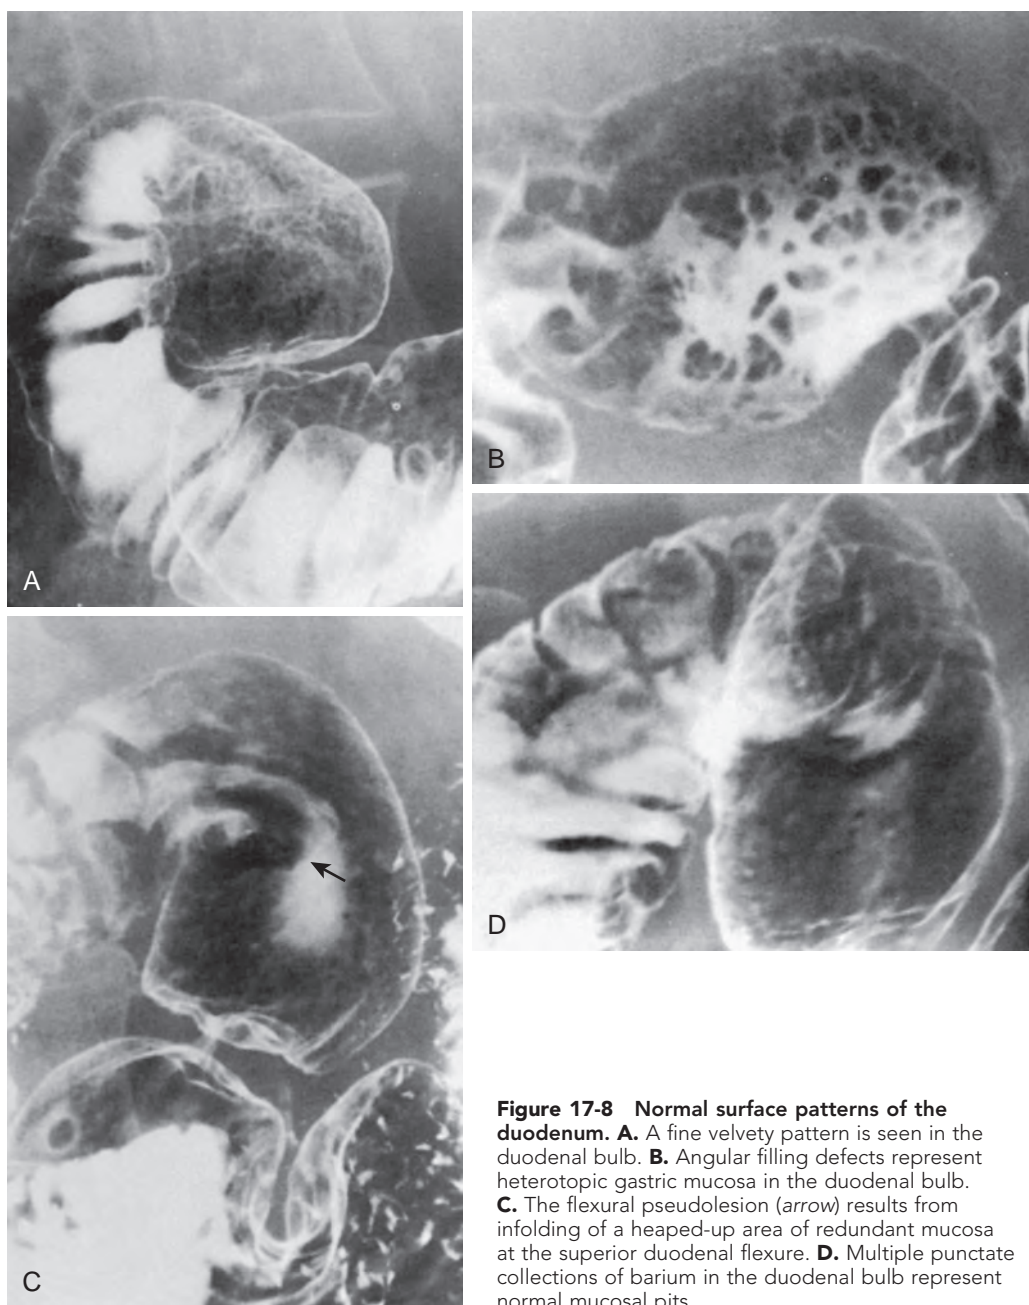 A
B
C
D
Figure 17-8 Normal surface patterns of the
duodenum. A. A fine velvety pattern is seen in the
duodenal bulb. B. Angular filling defects represent
heterotopic gastric mucosa in the duodenal bulb.
C. The flexural pseudolesion (arrow) results from
infolding of a heaped-up area of redundant mucosa
at the superior duodenal flexure. D. Multiple punctate
collections of barium in the duodenal bulb represent
normal mucosal pits